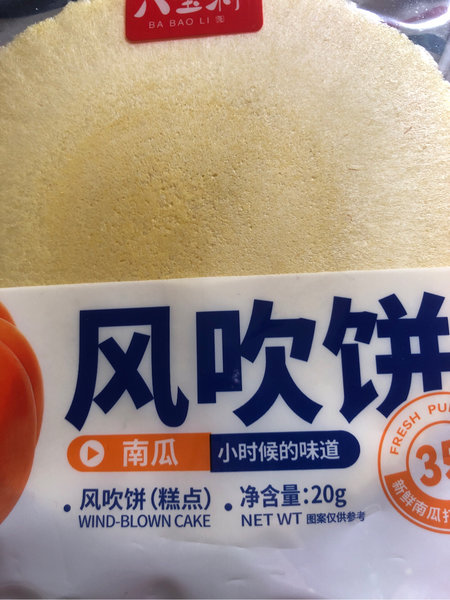 BA BAO LI
风吹饼
南瓜
小时候的味道
· 风吹饼(糕点)
WIND-BLOWN CAKE
· 净含量:20g
NET WT 图案仅供参考
FRESH PU
35
新鲜南瓜